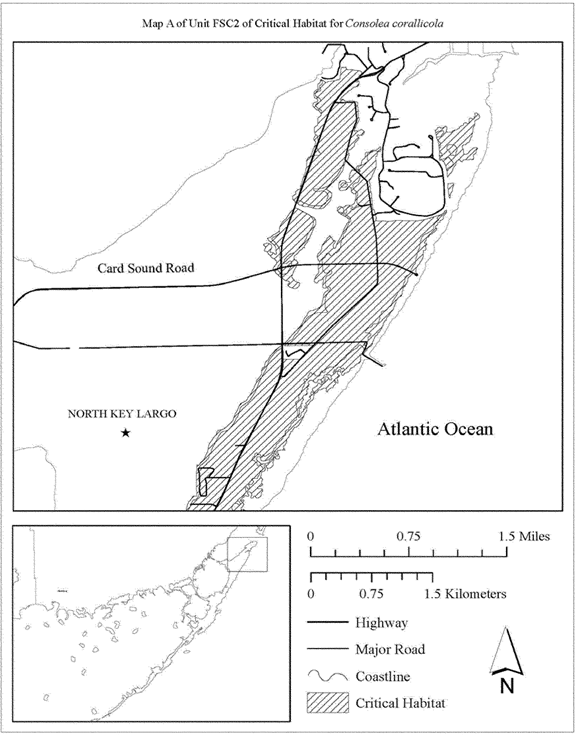 Map A of Unit FSC2 of Critical Habitat for Consolea corallicola
Card Sound Road
NORTH KEY LARGO
Atlantic Ocean
0 0.75 1.5 Miles
0 0.75 1.5 Kilometers
Highway
Major Road
Coastline
Critical Habitat
N